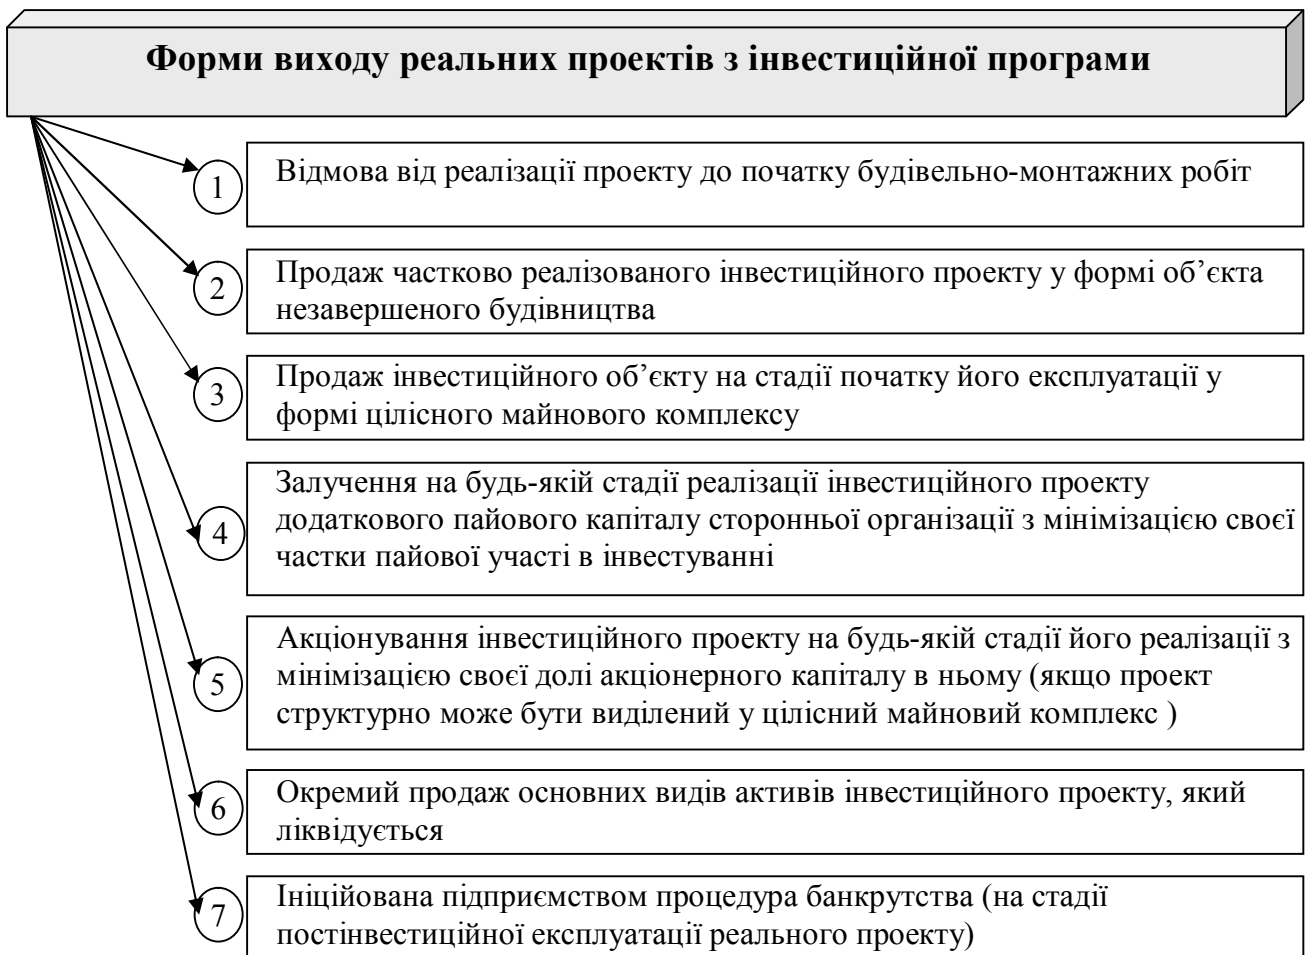 Форми виходу реальних проектів з інвестиційної програми
1
Відмова від реалізації проекту до початку будівельно-монтажних робіт
2
Продаж частково реалізованого інвестиційного проекту у формі об’єкта
незавершеного будівництва
3
Продаж інвестиційного об’єкту на стадії початку його експлуатації у
формі цілісного майнового комплексу
4
Залучення на будь-якій стадії реалізації інвестиційного проекту
додаткового пайового капіталу сторонньої організації з мінімізацією своєї
частки пайової участі в інвестуванні
5
Акціонування інвестиційного проекту на будь-якій стадії його реалізації з
мінімізацією своєї долі акціонерного капіталу в ньому (якщо проект
структурно може бути виділений у цілісний майновий комплекс )
6
Окремий продаж основних видів активів інвестиційного проекту, який
ліквідується
7
Ініційована підприємством процедура банкрутства (на стадії
постінвестиційної експлуатації реального проекту)